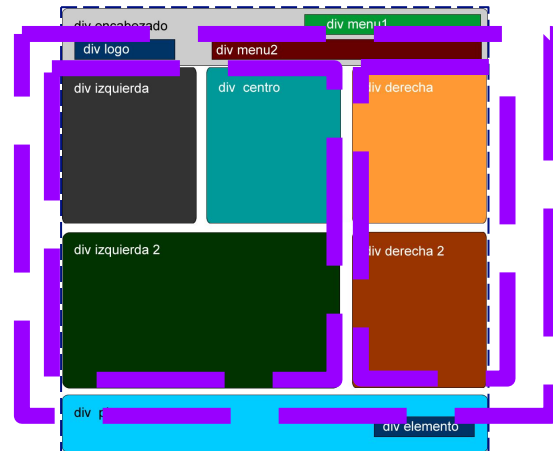 div encabezado
div menu1
div logo
div menu2
div izquierda
div centro
div derecha
div izquierda 2
div derecha 2
div
div elemento